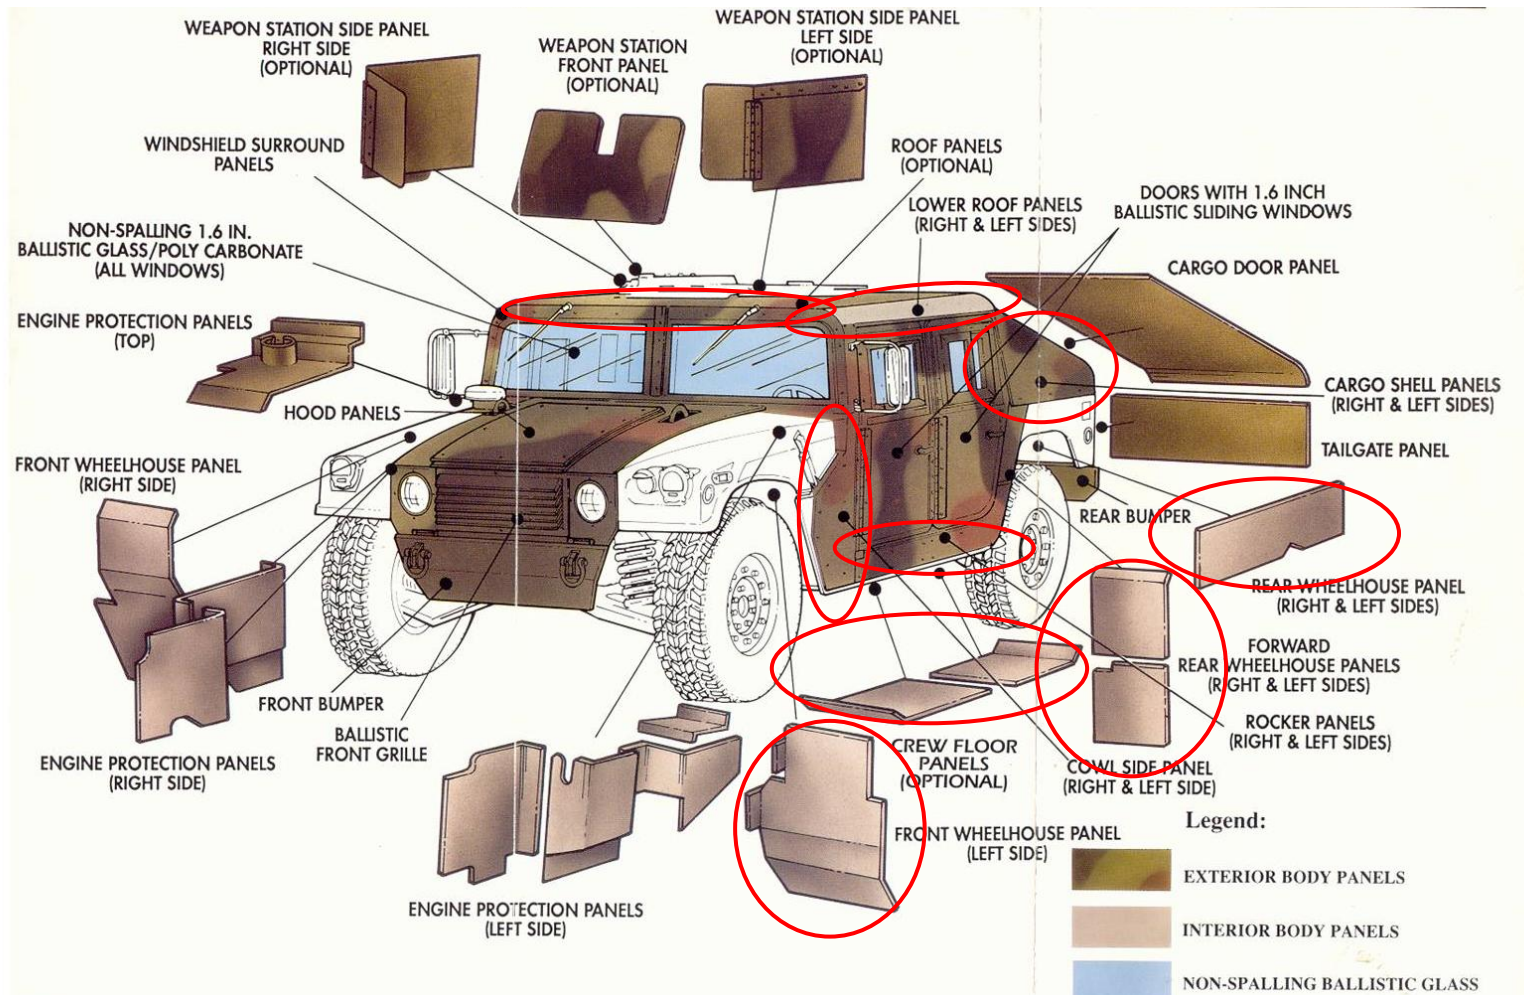 WEAPON STATION SIDE PANEL
RIGHT SIDE
(OPTIONAL)
WEAPON STATION
FRONT PANEL
(OPTIONAL)
WEAPON STATION SIDE PANEL
LEFT SIDE
(OPTIONAL)
WINDSHIELD SURROUND
PANELS
ROOF PANELS
(OPTIONAL)
LOWER ROOF PANELS
(RIGHT & LEFT SIDES)
DOORS WITH 1.6 INCH
BALLISTIC SLIDING WINDOWS
NON-SPALLING 1.6 IN.
BALLISTIC GLASS/POLY CARBONATE
(ALL WINDOWS)
CARGO DOOR PANEL
ENGINE PROTECTION PANELS
(TOP)
CARGO SHELL PANELS
(RIGHT & LEFT SIDES)
HOOD PANELS
TAILGATE PANEL
FRONT WHEELHOUSE PANEL
(RIGHT SIDE)
REAR BUMPER
REAR WHEELHOUSE PANEL
(RIGHT & LEFT SIDES)
FORWARD
REAR WHEELHOUSE PANELS
(RIGHT & LEFT SIDES)
FRONT BUMPER
BALLISTIC
FRONT GRILLE
ROCKER PANELS
(RIGHT & LEFT SIDES)
ENGINE PROTECTION PANELS
(RIGHT SIDE)
CREW FLOOR
PANELS
(OPTIONAL)
COWL SIDE PANEL
(RIGHT & LEFT SIDE)
FRONT WHEELHOUSE PANEL
(LEFT SIDE)
ENGINE PROTECTION PANELS
(LEFT SIDE)
Legend:
EXTERIOR BODY PANELS
INTERIOR BODY PANELS
NON-SPALLING BALLISTIC GLASS